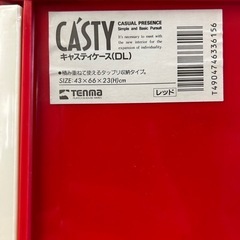 CASTY
CASUAL PRESENCE
Simple and Basic Pursuit
It's necessary to meet with
the new interior for the
expression of individuality.
キャスティケース(DL)
●積み重ねて使えるタップリ収納タイプ。
SIZE:43×66×23(H)cm
TENMA
レッド
T4904746336156